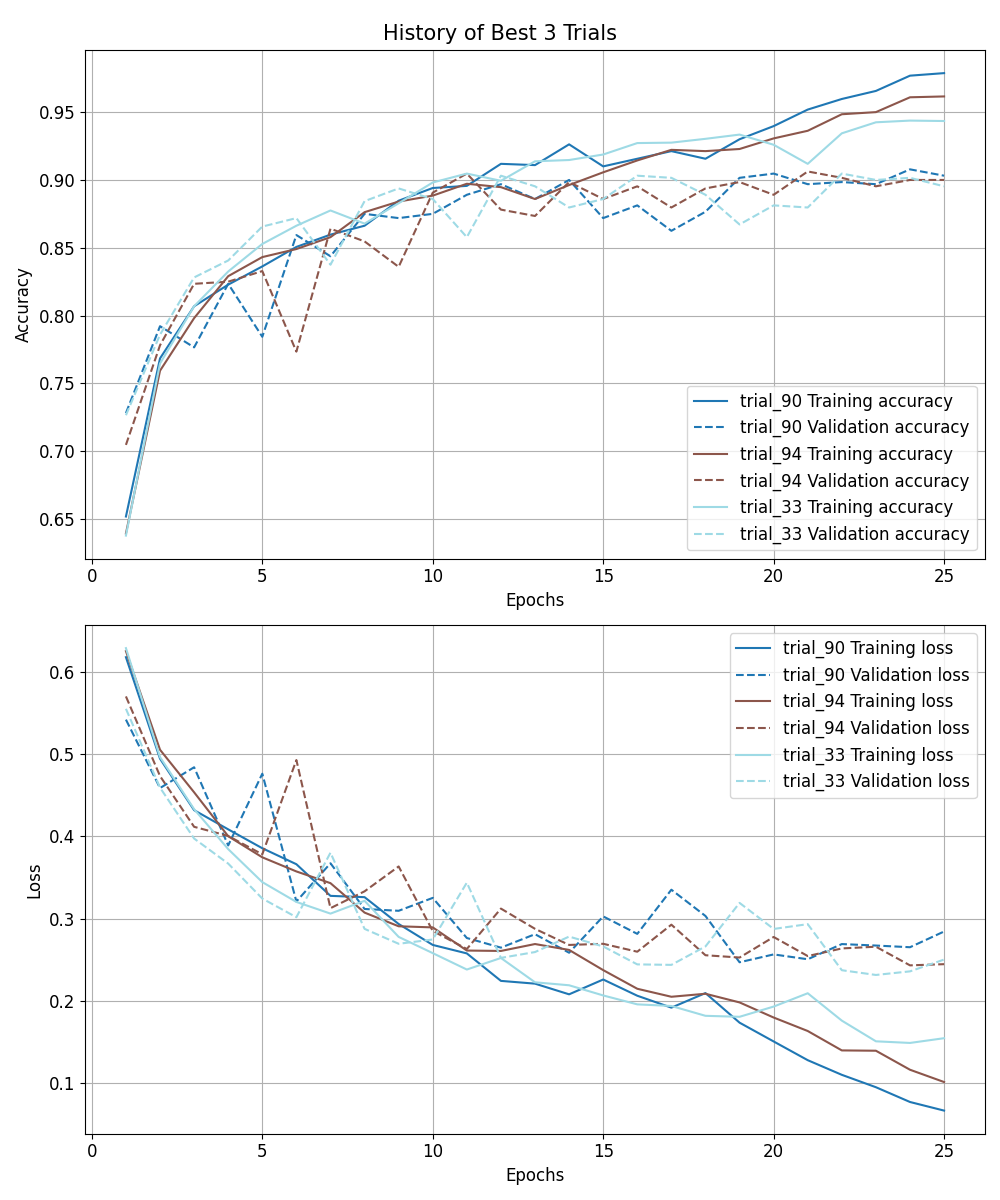 History of Best 3 Trials
0.95
0.90
0.85
0.80
0.75
0.70
0.65
Accuracy
trial_90 Training accuracy
trial_90 Validation accuracy
trial_94 Training accuracy
trial_94 Validation accuracy
trial_33 Training accuracy
trial_33 Validation accuracy
0 5 10 15 20 25
Epochs
0.6
0.5
0.4
0.3
0.2
0.1
Loss
trial_90 Training loss
trial_90 Validation loss
trial_94 Training loss
trial_94 Validation loss
trial_33 Training loss
trial_33 Validation loss
0 5 10 15 20 25
Epochs